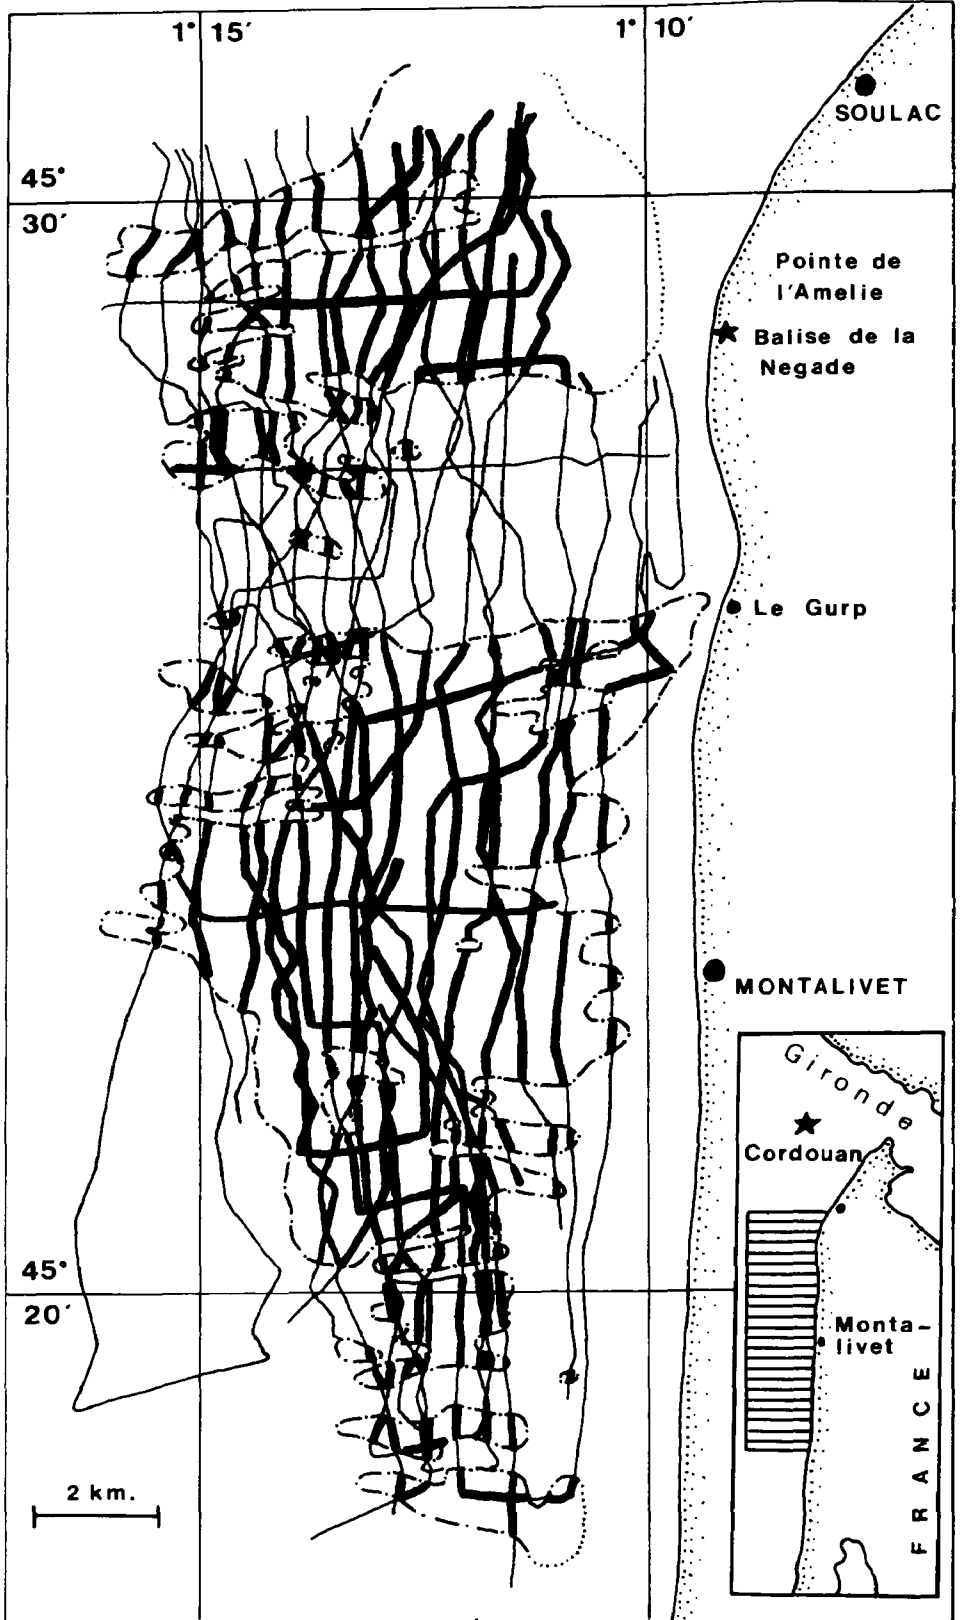 1° 15′
1° 10′
SOULAC
45°
30′
Pointe de
l'Amelie
Balise de la
Negade
Le Gurp
MONTALIVET
Gironde
Cordouan
45°
20′
Monta-
livet
FRANCE
2 km.